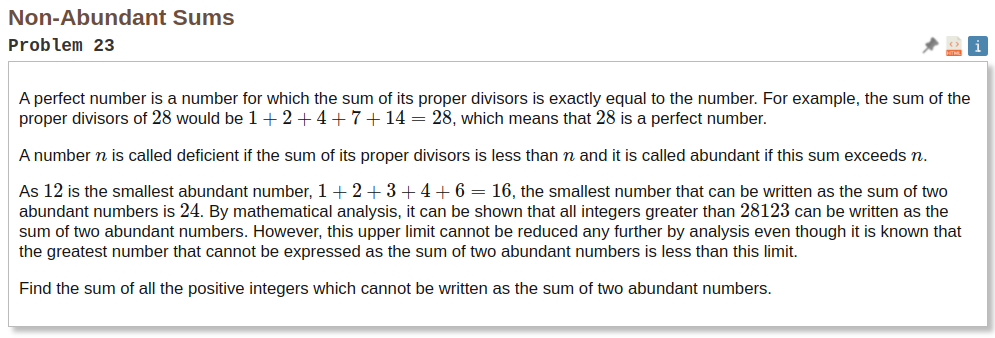 Non-Abundant Sums
Problem 23
HTML
i
A perfect number is a number for which the sum of its proper divisors is exactly equal to the number. For example, the sum of the
proper divisors of 28 would be 1 + 2 + 4 + 7 + 14 = 28, which means that 28 is a perfect number.
A number n is called deficient if the sum of its proper divisors is less than n and it is called abundant if this sum exceeds n.
As 12 is the smallest abundant number, 1 + 2 + 3 + 4 + 6 = 16, the smallest number that can be written as the sum of two
abundant numbers is 24. By mathematical analysis, it can be shown that all integers greater than 28123 can be written as the
sum of two abundant numbers. However, this upper limit cannot be reduced any further by analysis even though it is known that
the greatest number that cannot be expressed as the sum of two abundant numbers is less than this limit.
Find the sum of all the positive integers which cannot be written as the sum of two abundant numbers.